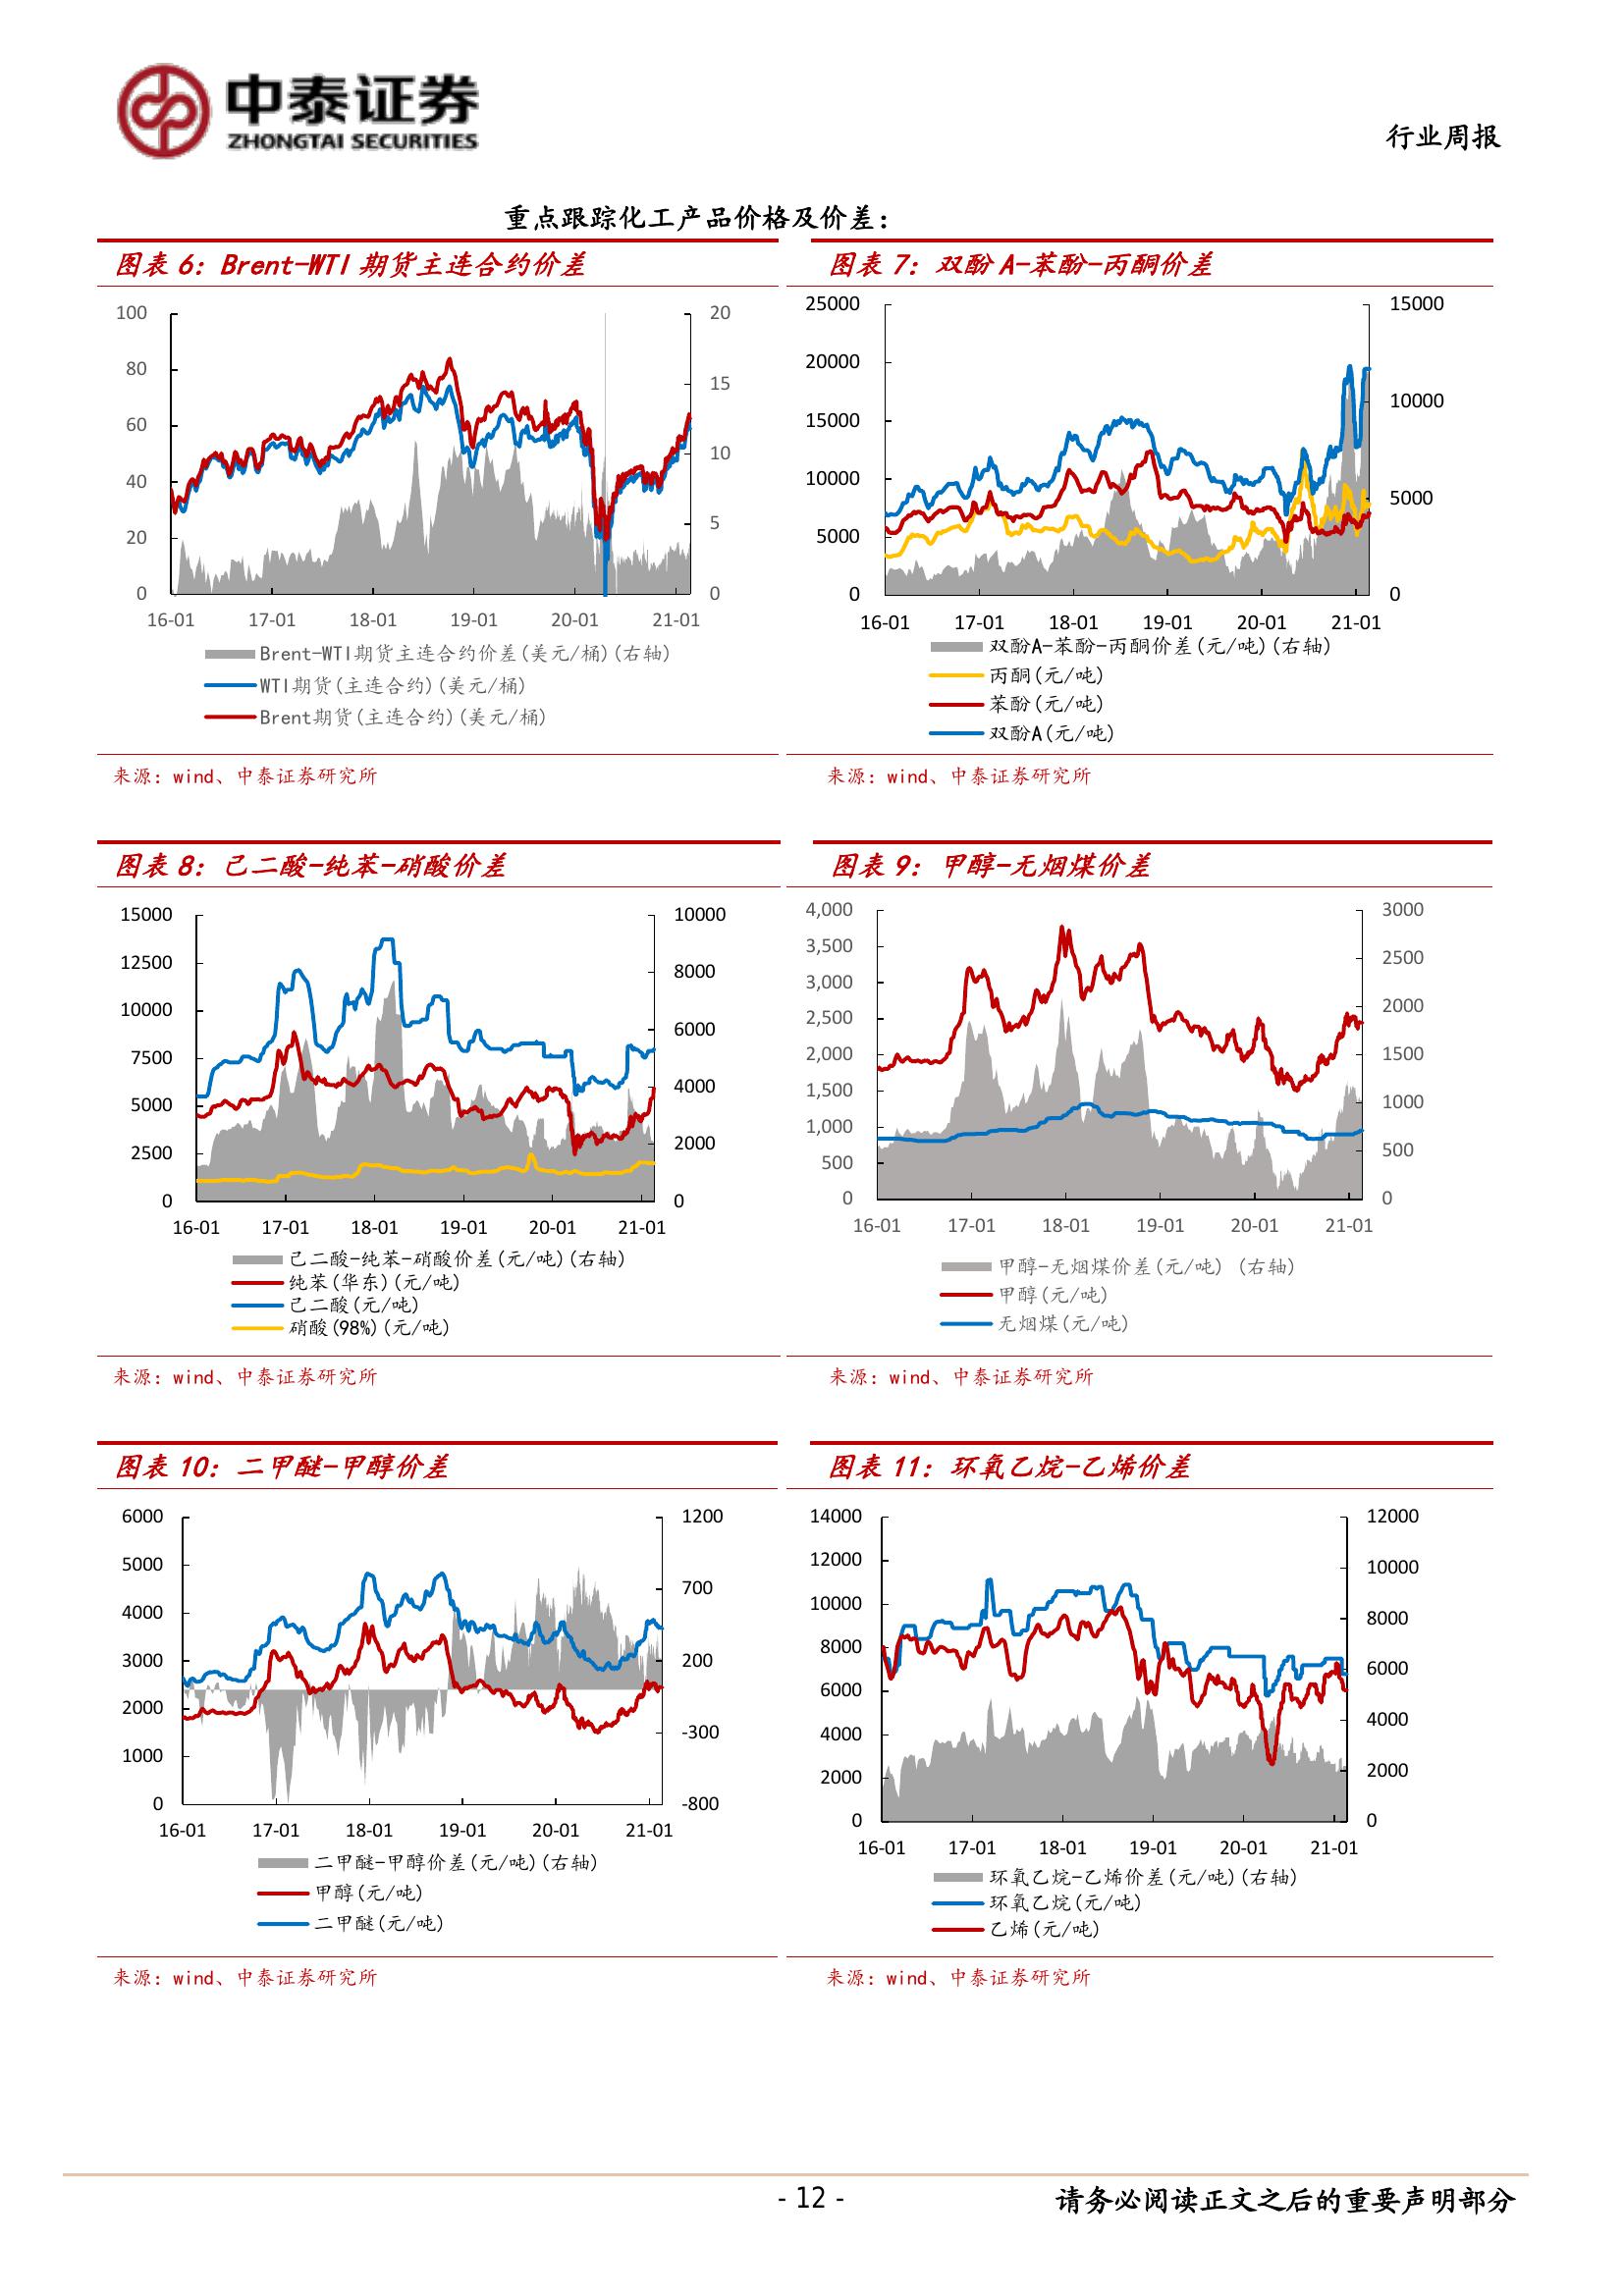 中泰证券
ZHONGTAI SECURITIES
行业周报
重点跟踪化工产品价格及价差：
图表 6：Brent-WTI 期货主连合约价差
100
80
60
40
20
0
20
15
10
5
0
16-01 17-01 18-01 19-01 20-01 21-01
Brent-WTI期货主连合约价差(美元/桶)(右轴)
WTI期货(主连合约)(美元/桶)
Brent期货(主连合约)(美元/桶)
来源：wind、中泰证券研究所
图表 7：双酚 A-苯酚-丙酮价差
25000
20000
15000
10000
5000
0
15000
10000
5000
0
16-01 17-01 18-01 19-01 20-01 21-01
双酚A-苯酚-丙酮价差(元/吨)(右轴)
丙酮(元/吨)
苯酚(元/吨)
双酚A(元/吨)
来源：wind、中泰证券研究所
图表 8：己二酸-纯苯-硝酸价差
15000
12500
10000
7500
5000
2500
0
10000
8000
6000
4000
2000
0
16-01 17-01 18-01 19-01 20-01 21-01
己二酸-纯苯-硝酸价差(元/吨)(右轴)
纯苯(华东)(元/吨)
己二酸(元/吨)
硝酸(98%)(元/吨)
来源：wind、中泰证券研究所
图表 9：甲醇-无烟煤价差
4,000
3,500
3,000
2,500
2,000
1,500
1,000
500
0
3000
2500
2000
1500
1000
500
0
16-01 17-01 18-01 19-01 20-01 21-01
甲醇-无烟煤价差(元/吨) (右轴)
甲醇(元/吨)
无烟煤(元/吨)
来源：wind、中泰证券研究所
图表 10：二甲醚-甲醇价差
6000
5000
4000
3000
2000
1000
0
1200
700
200
-300
-800
16-01 17-01 18-01 19-01 20-01 21-01
二甲醚-甲醇价差(元/吨)(右轴)
甲醇(元/吨)
二甲醚(元/吨)
来源：wind、中泰证券研究所
图表 11：环氧乙烷-乙烯价差
14000
12000
10000
8000
6000
4000
2000
0
12000
10000
8000
6000
4000
2000
0
16-01 17-01 18-01 19-01 20-01 21-01
环氧乙烷-乙烯价差(元/吨)(右轴)
环氧乙烷(元/吨)
乙烯(元/吨)
来源：wind、中泰证券研究所
- 12 -
请务必阅读正文之后的重要声明部分